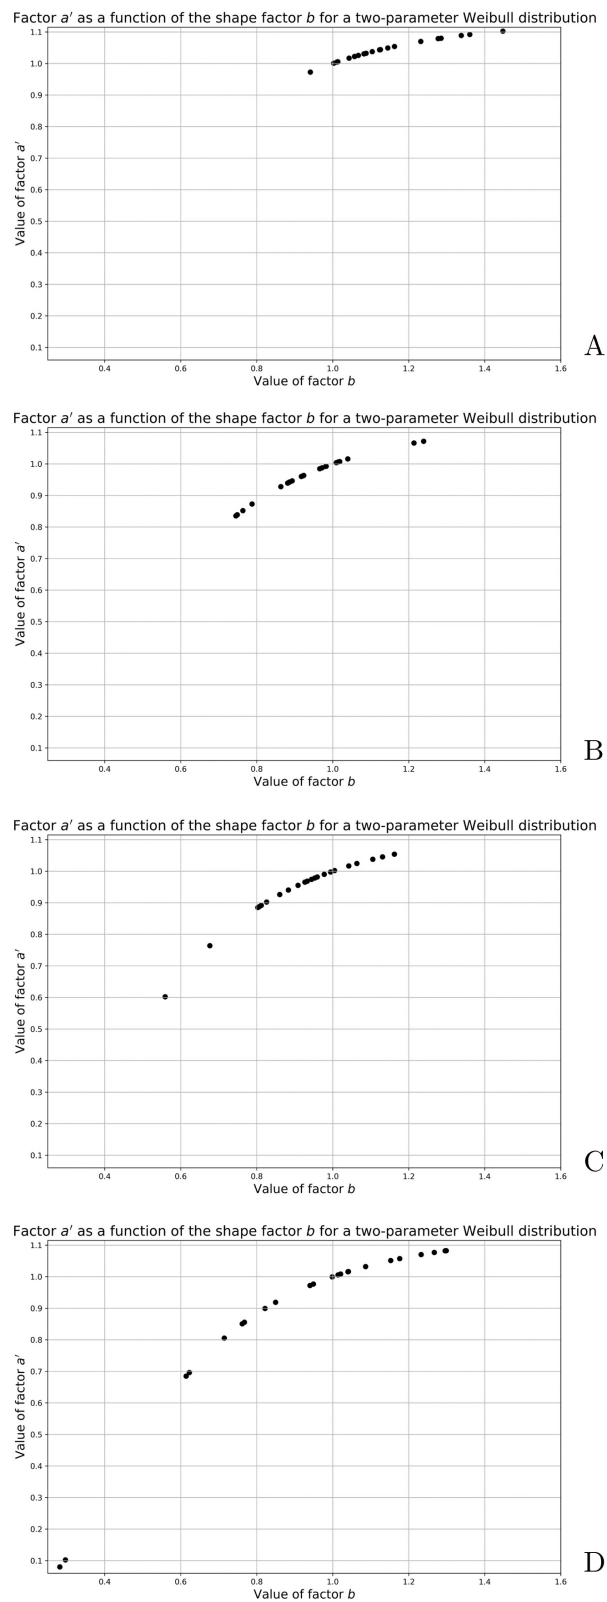 Factor a′ as a function of the shape factor b for a two-parameter Weibull distribution
1.1
1.0
0.9
0.8
0.7
0.6
0.5
0.4
0.3
0.2
0.1
Value of factor a′
0.4 0.6 0.8 1.0 1.2 1.4 1.6
Value of factor b
A
Factor a′ as a function of the shape factor b for a two-parameter Weibull distribution
1.1
1.0
0.9
0.8
0.7
0.6
0.5
0.4
0.3
0.2
0.1
Value of factor a′
0.4 0.6 0.8 1.0 1.2 1.4 1.6
Value of factor b
B
Factor a′ as a function of the shape factor b for a two-parameter Weibull distribution
1.1
1.0
0.9
0.8
0.7
0.6
0.5
0.4
0.3
0.2
0.1
Value of factor a′
0.4 0.6 0.8 1.0 1.2 1.4 1.6
Value of factor b
C
Factor a′ as a function of the shape factor b for a two-parameter Weibull distribution
1.1
1.0
0.9
0.8
0.7
0.6
0.5
0.4
0.3
0.2
0.1
Value of factor a′
0.4 0.6 0.8 1.0 1.2 1.4 1.6
Value of factor b
D